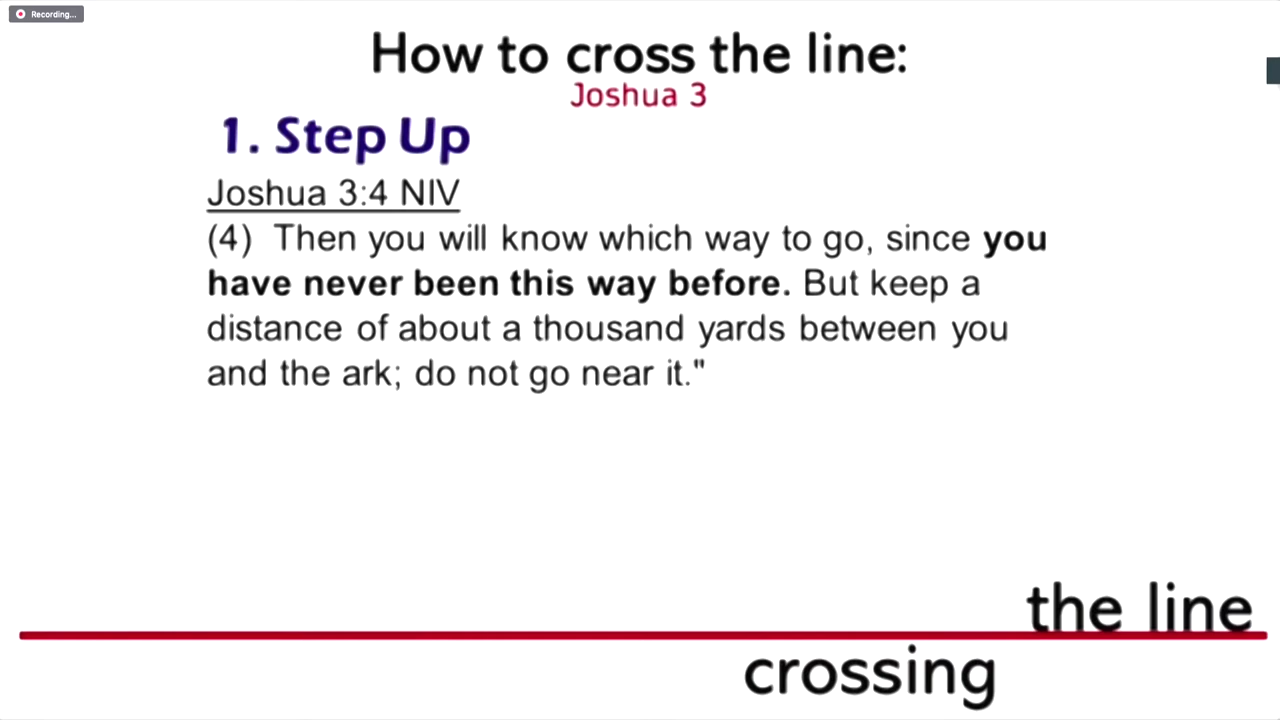 Recording...
How to cross the line:
Joshua 3
1. Step Up
Joshua 3:4 NIV
(4) Then you will know which way to go, since you
have never been this way before. But keep a
distance of about a thousand yards between you
and the ark; do not go near it."
the line
crossing